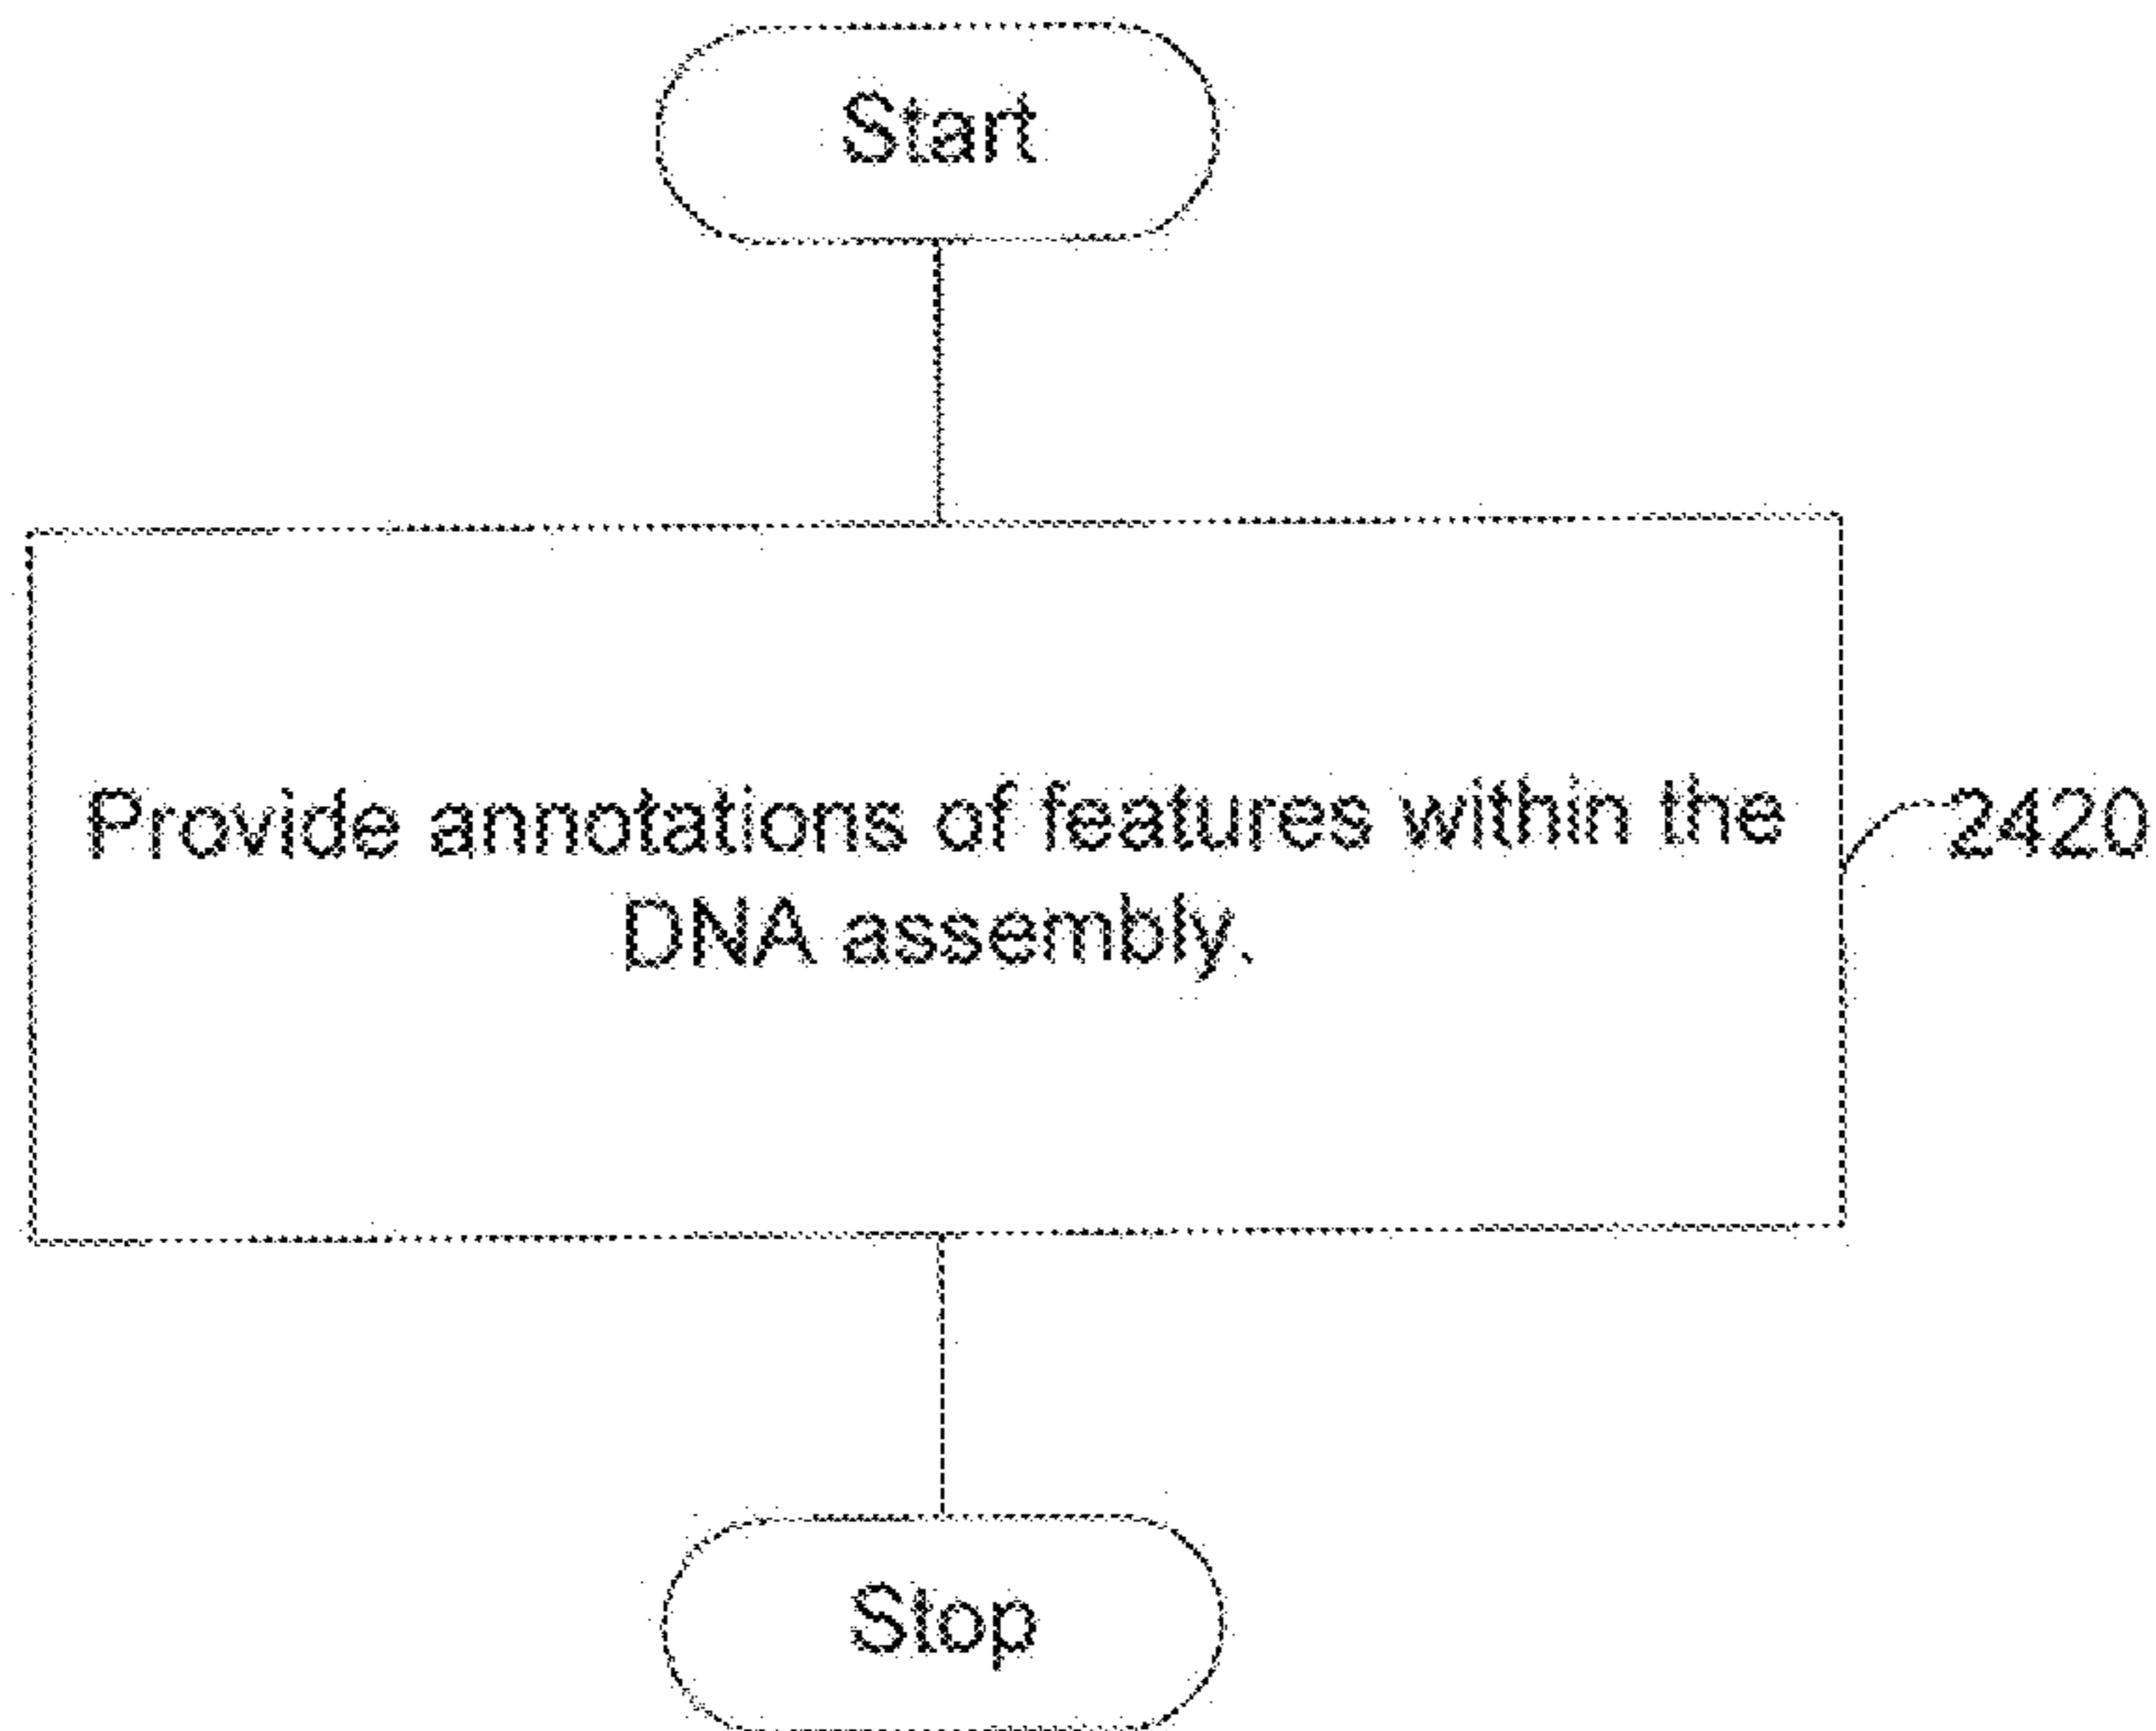 Start
Provide annotations of features within the
2420
DNA assembly.
Stop